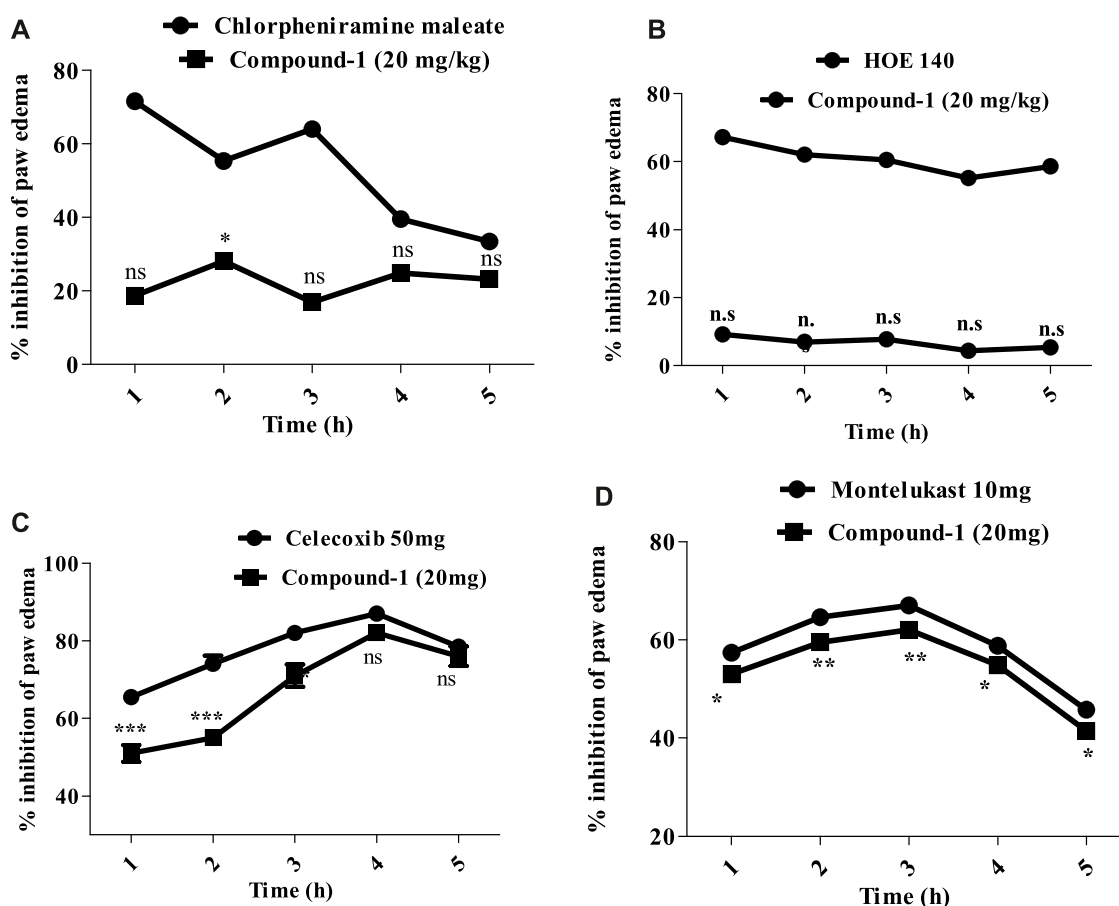 A
Chlorpheniramine maleate
Compound-1 (20 mg/kg)
% inhibition of paw edema
80
60
40
20
0
ns
*
ns
ns
ns
1
2
3
4
5
Time (h)
B
HOE 140
Compound-1 (20 mg/kg)
% inhibition of paw edema
80
60
40
20
0
n.s
n.
s
n.s
n.s
n.s
1
2
3
4
5
Time (h)
C
Celecoxib 50mg
Compound-1 (20mg)
% inhibition of paw edema
100
80
60
40
***
***
*
ns
ns
1
2
3
4
5
Time (h)
D
Montelukast 10mg
Compound-1 (20mg)
% inhibition of paw edema
80
60
40
20
*
**
**
*
*
1
2
3
4
5
Time (h)